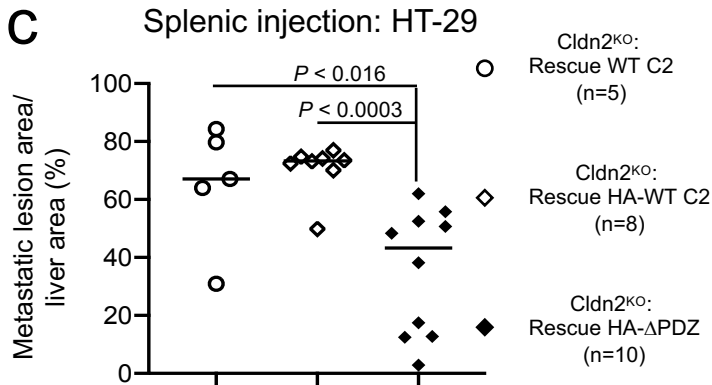 C
Splenic injection: HT-29
Metastatic lesion area/
liver area (%)
100
80
60
40
20
0
P < 0.016
P < 0.0003
Cldn2ᴷᴼ:
Rescue WT C2
(n=5)
Cldn2ᴷᴼ:
Rescue HA-WT C2
(n=8)
Cldn2ᴷᴼ:
Rescue HA-ΔPDZ
(n=10)